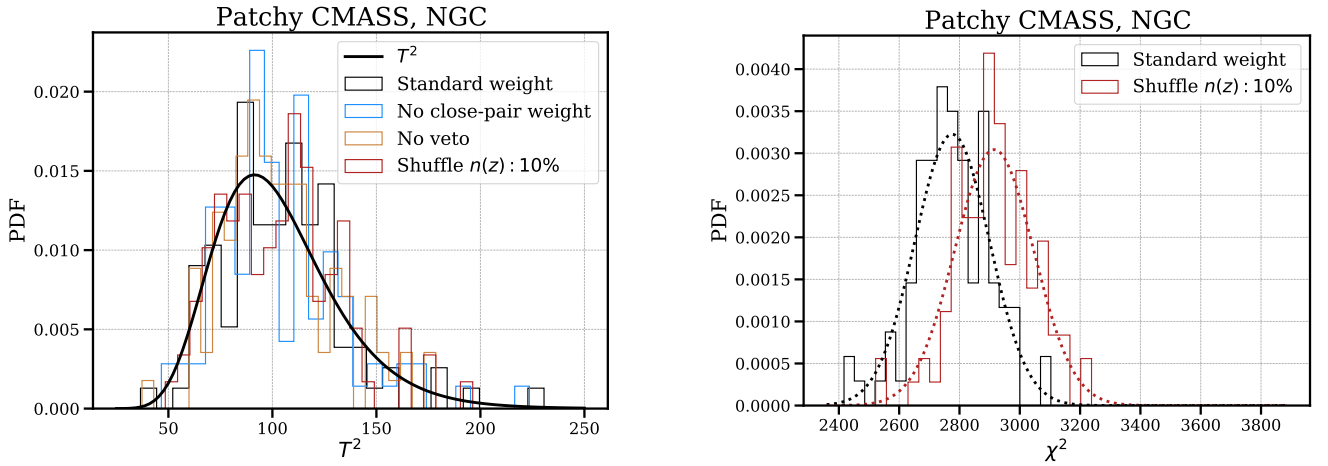 Patchy CMASS, NGC
PDF
0.020
0.015
0.010
0.005
0.000
T²
Standard weight
No close-pair weight
No veto
Shuffle n(z) : 10%
50 100 150 200 250
T²
Patchy CMASS, NGC
PDF
0.0040
0.0035
0.0030
0.0025
0.0020
0.0015
0.0010
0.0005
0.0000
Standard weight
Shuffle n(z) : 10%
2400 2600 2800 3000 3200 3400 3600 3800
χ²